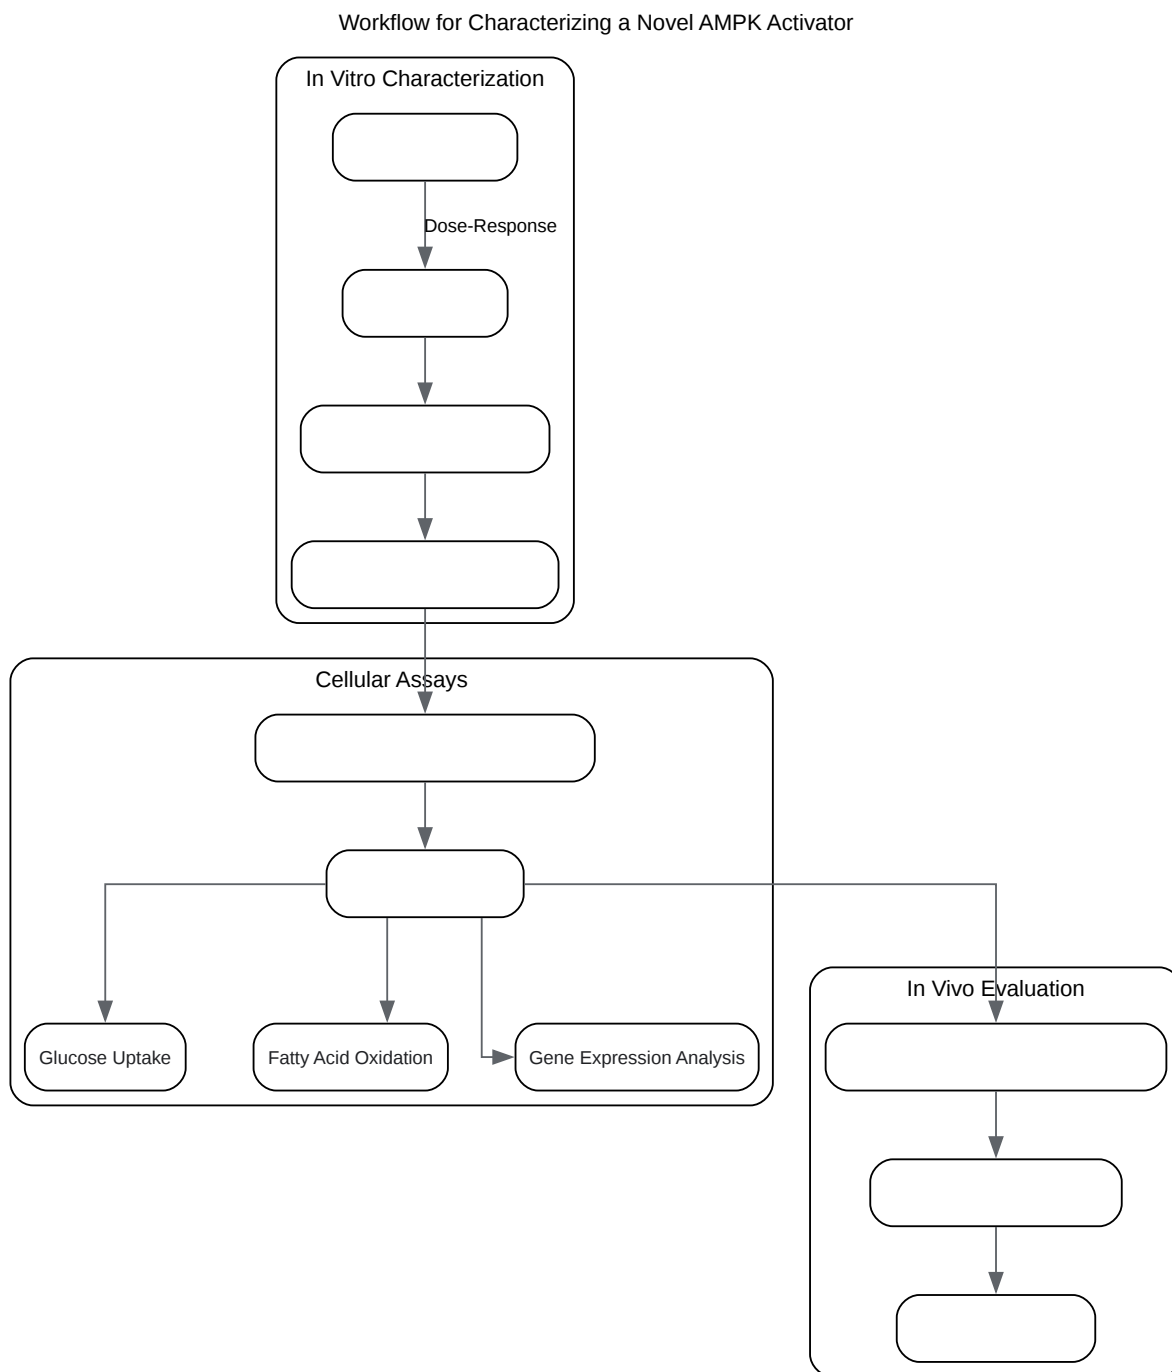 Workflow for Characterizing a Novel AMPK Activator
In Vitro Characterization
Dose-Response
Cellular Assays
In Vivo Evaluation
Glucose Uptake
Fatty Acid Oxidation
Gene Expression Analysis